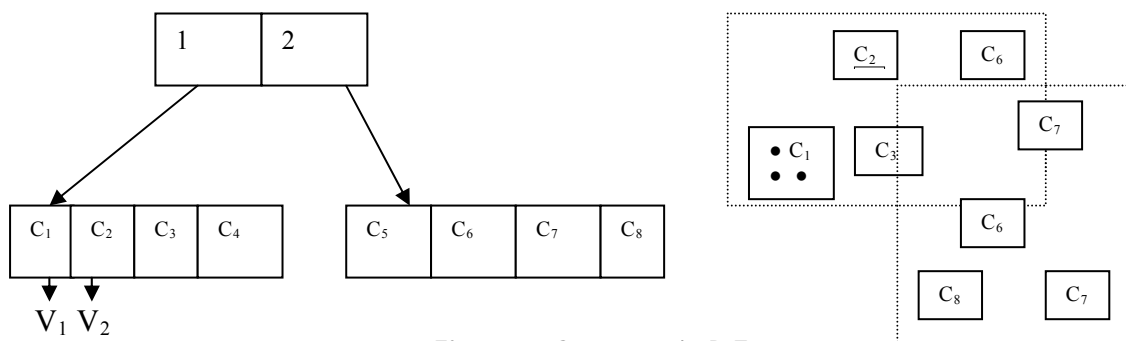 1 2
C₁ C₂ C₃ C₄ C₅ C₆ C₇ C₈
V₁ V₂
C₂ C₆
C₇
C₁ C₃
C₆
C₈ C₇